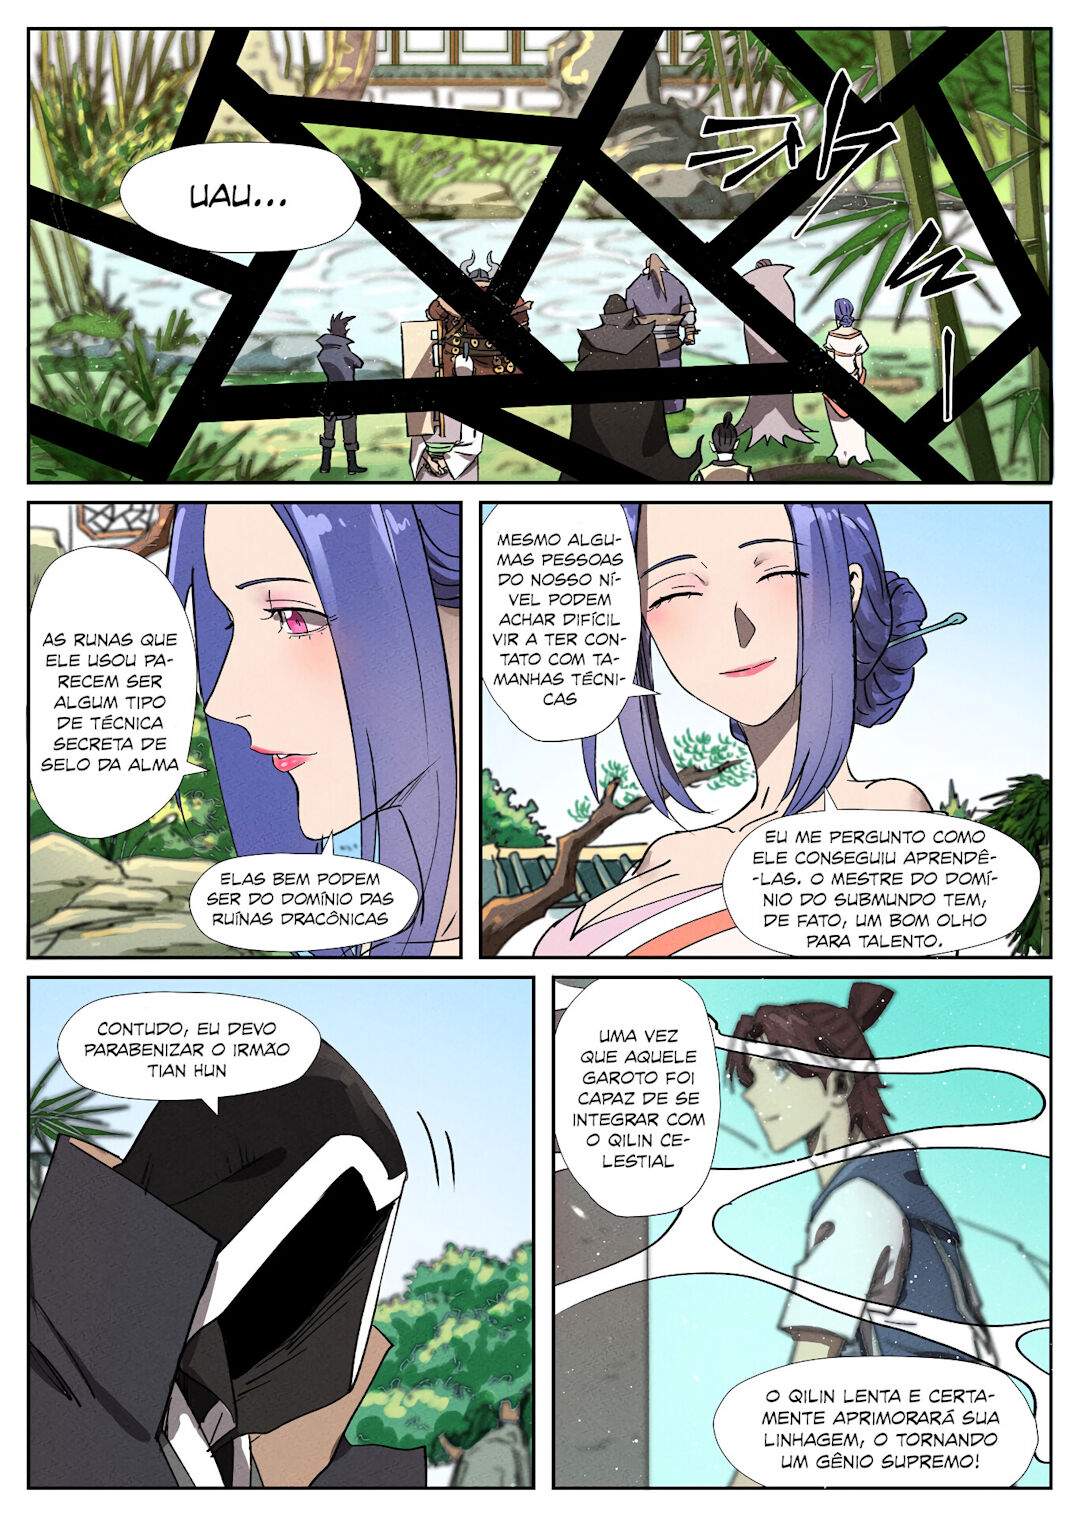 UAU...
AS RUNAS QUE
ELE USOU PA-
RECEM SER
ALGUM TIPO
DE TÉCNICA
SECRETA DE
SELO DA ALMA
ELAS BEM PODEM
SER DO DOMÍNIO DAS
RUÍNAS DRACÔNICAS
MESMO ALGU-
MAS PESSOAS
DO NOSSO NÍ-
VEL PODEM
ACHAR DIFÍCIL
VIR A TER CON-
TATO COM TA-
MANHAS TÉCNI-
CAS
EU ME PERGUNTO COMO
ELE CONSEGUIU APRENDÊ-
-LAS. O MESTRE DO DOMÍ-
NIO DO SUBMUNDO TEM,
DE FATO, UM BOM OLHO
PARA TALENTO.
CONTUDO, EU DEVO
PARABENIZAR O IRMÃO
TIAN HUN
UMA VEZ
QUE AQUELE
GAROTO FOI
CAPAZ DE SE
INTEGRAR COM
O QILIN CE-
LESTIAL
O QILIN LENTA E CERTA-
MENTE APRIMORARÁ SUA
LINHAGEM, O TORNANDO
UM GÊNIO SUPREMO!